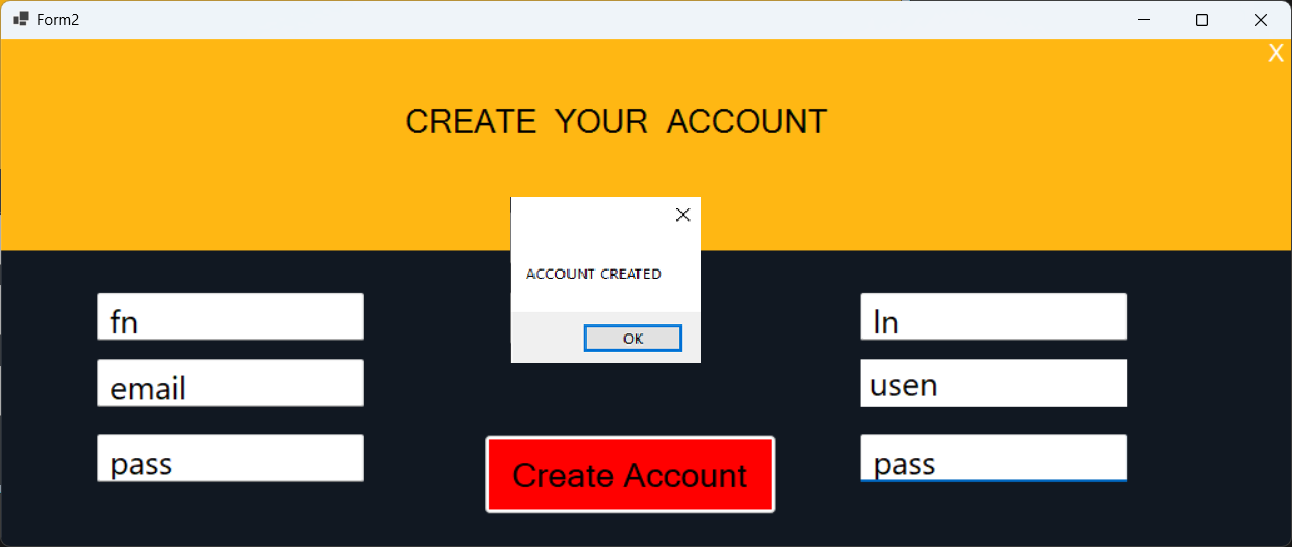 Form2
X
CREATE YOUR ACCOUNT
ACCOUNT CREATED
OK
fn
ln
email
usen
pass
pass
Create Account